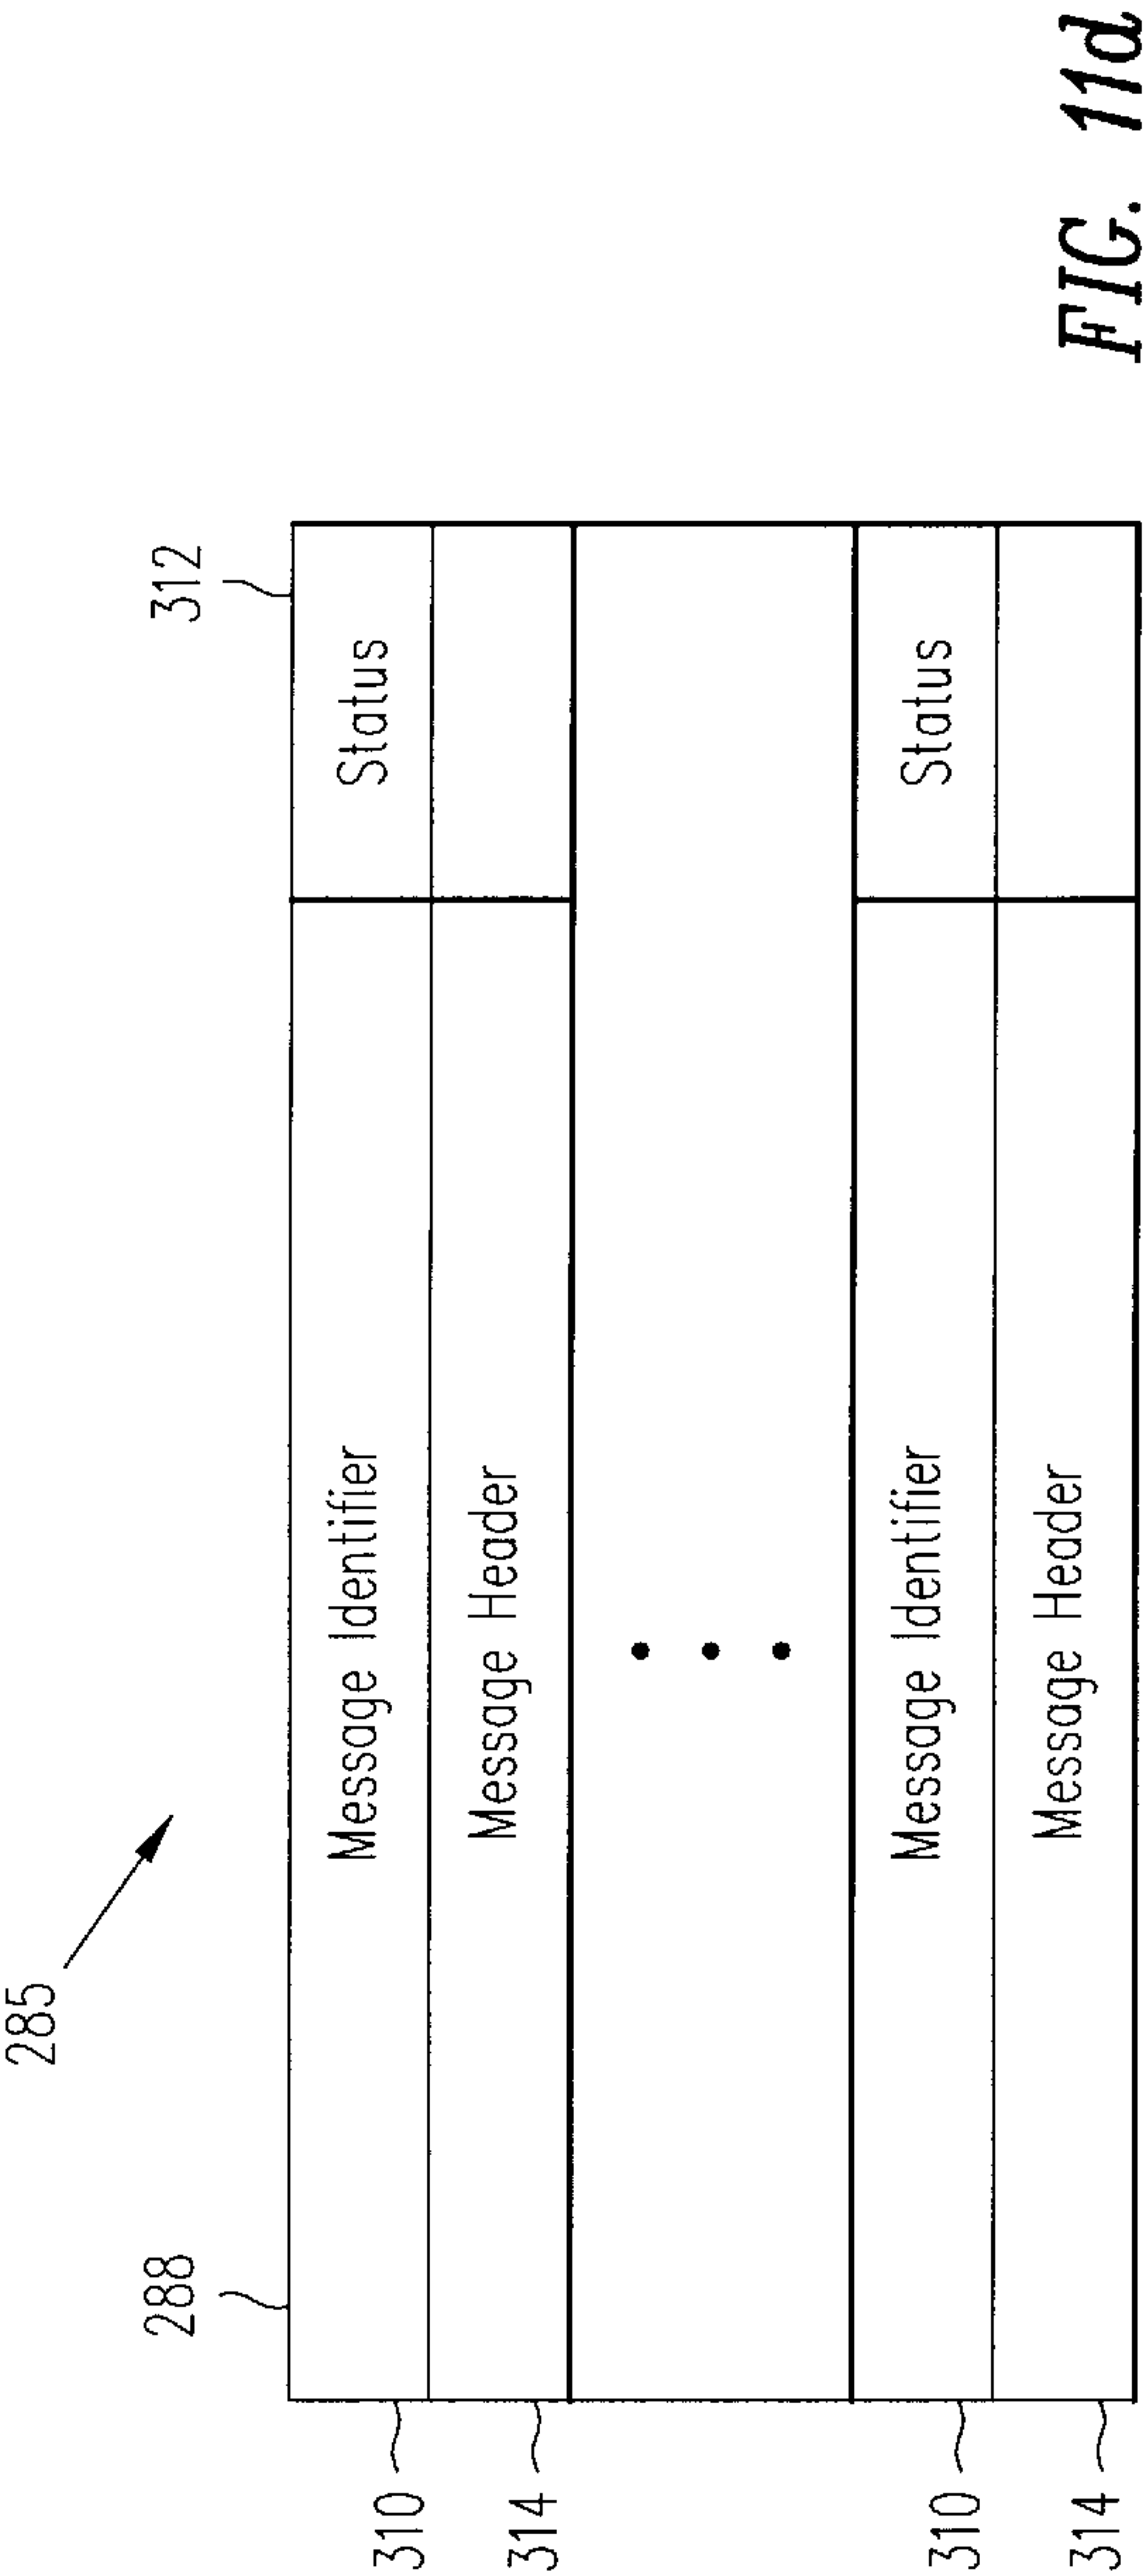 285
288
312
310
Message Identifier
Status
314
Message Header
310
Message Identifier
Status
314
Message Header
FIG. 11d